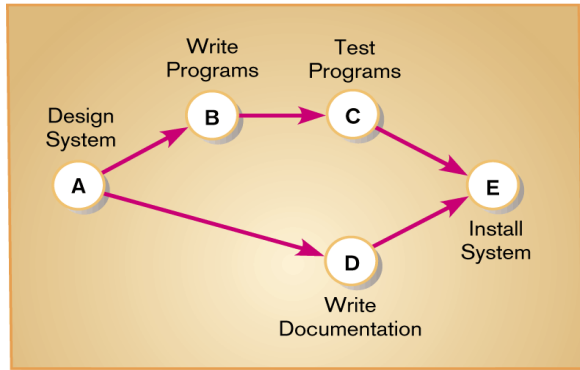 Write
Programs
Test
Programs
Design
System
B
C
A
E
Install
System
D
Write
Documentation